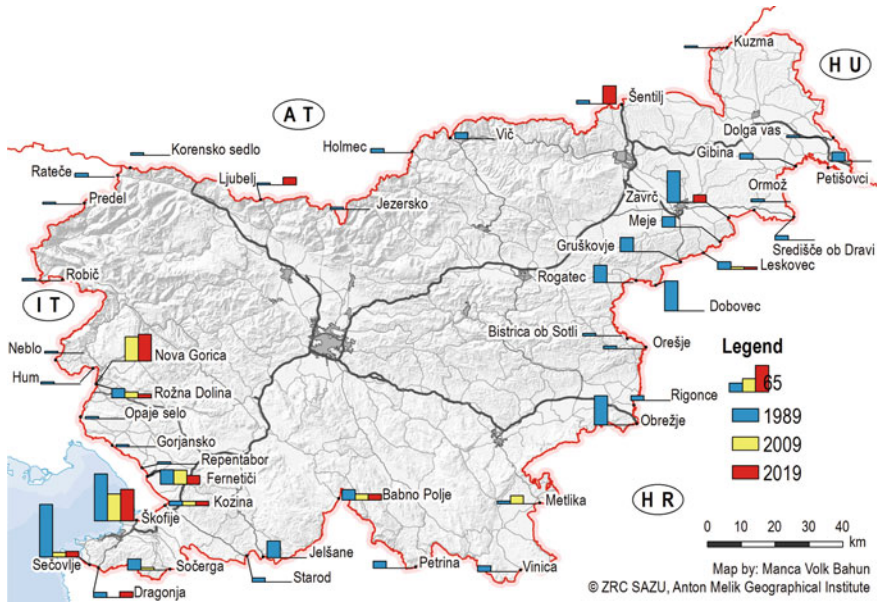 Kuzma
H U
Šentilj
A T
Vič
Dolga vas
Korensko sedlo
Holmec
Gibina
Rateče
Ljubelj
Petišovci
Predel
Jezersko
Zavrč
Ormož
Meje
Središče ob Dravi
Gruškovje
Leskovec
Robič
Rogatec
I T
Dobovec
Bistrica ob Sotli
Orešje
Neblo
Nova Gorica
Legend
Hum
65
Rožna Dolina
Rigonce
1989
Opaje selo
Obrežje
Gorjansko
2009
Repentabor
2019
Fernetiči
Babno Polje
Kozina
Metlika
H R
Škofije
0 10 20 30 40
km
Sečovlje
Sočerga
Jelšane
Petrina
Vinica
Map by: Manca Volk Bahun
Starod
Dragonja
© ZRC SAZU, Anton Melik Geographical Institute